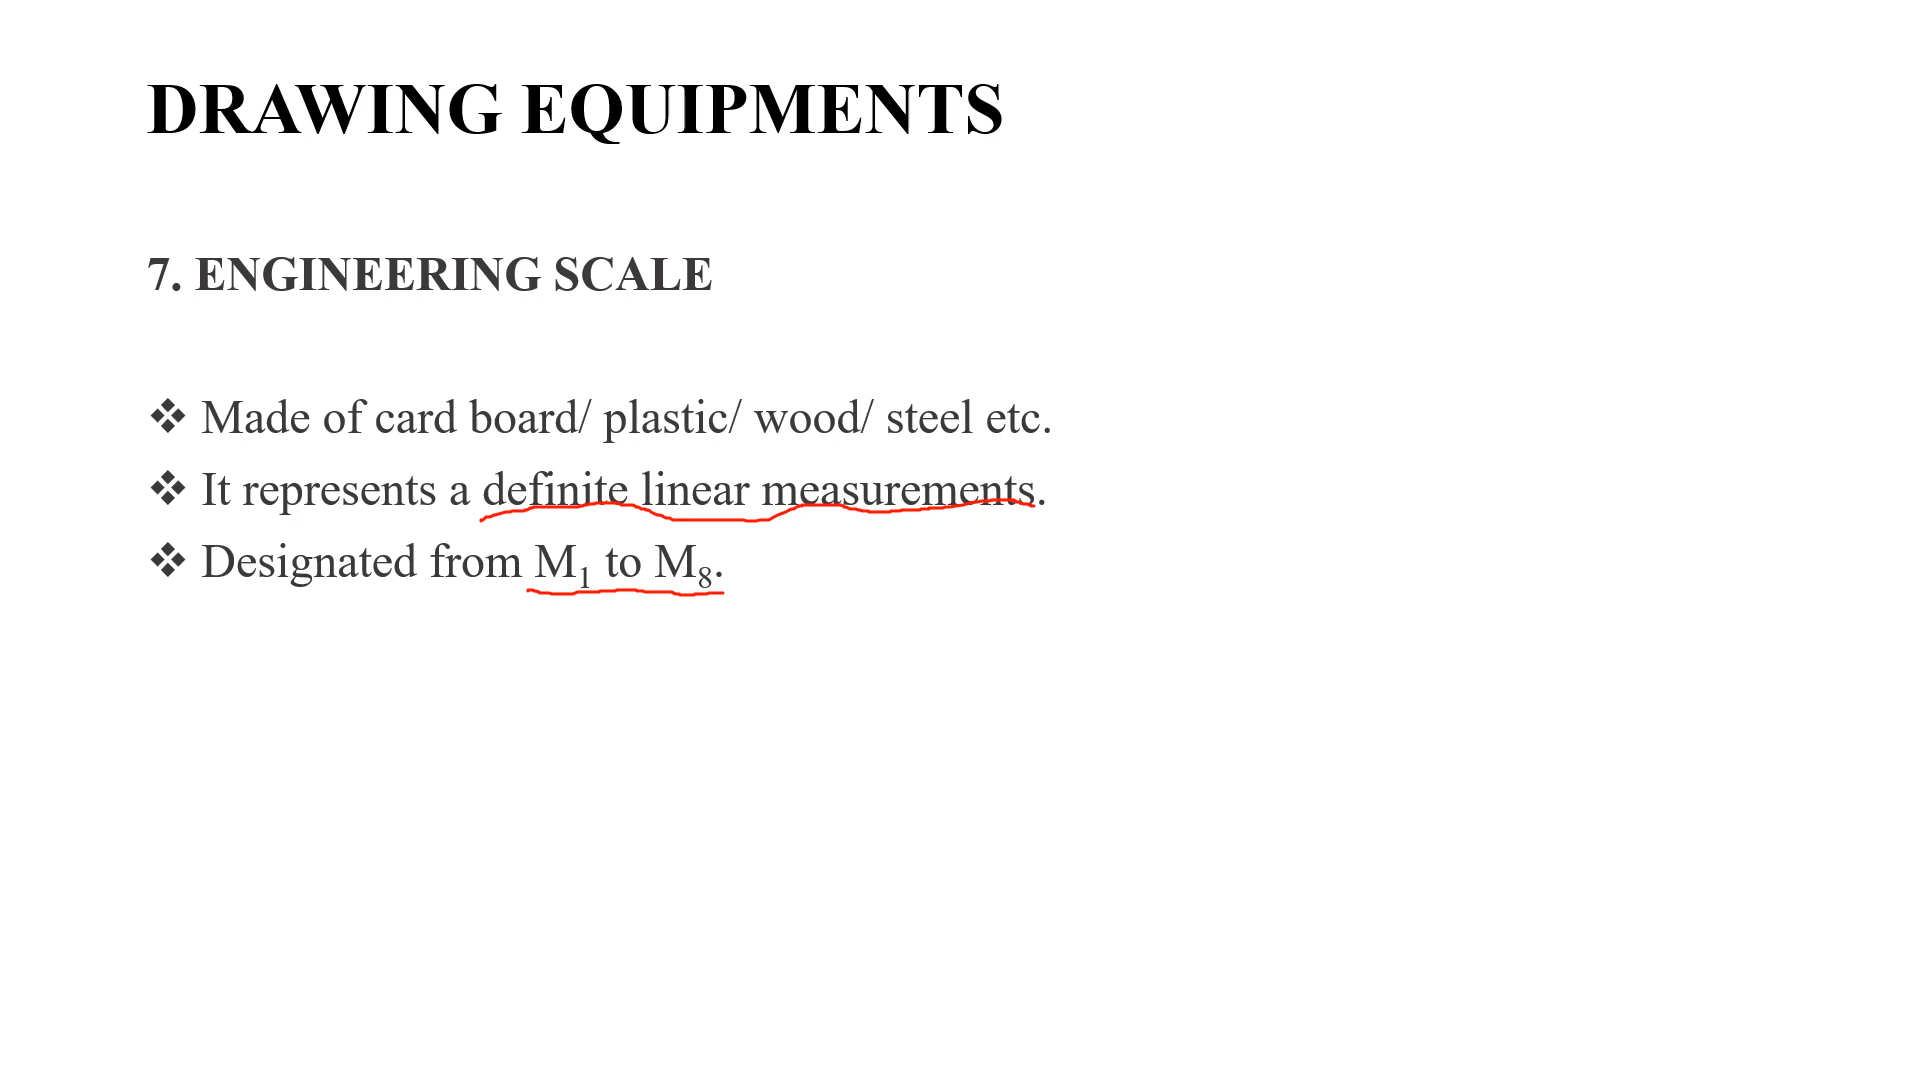 DRAWING EQUIPMENTS
7. ENGINEERING SCALE
❖ Made of card board/ plastic/ wood/ steel etc.
❖ It represents a definite linear measurements.
❖ Designated from M₁ to M₈.